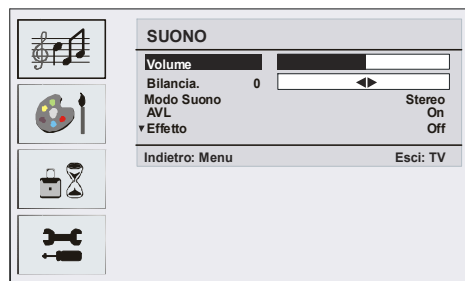 SUONO
Volume
Bilancia. 0
Modo Suono Stereo
AVL On
Effetto Off
Indietro: Menu Esci: TV